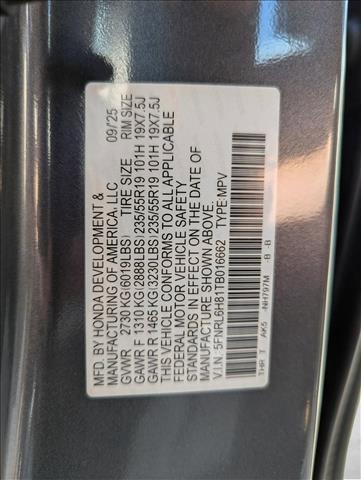 MFD. BY HONDA DEVELOPMENT &
MANUFACTURING OF AMERICA, LLC 09/25
GVWR 2730 KG(6019LBS) TIRE SIZE RIM SIZE
GAWR F 1310 KG(2888LBS) 235/55R19 101H 19X7.5J
GAWR R 1465 KG(3230LBS) 235/55R19 101H 19X7.5J
THIS VEHICLE CONFORMS TO ALL APPLICABLE
FEDERAL MOTOR VEHICLE SAFETY
STANDARDS IN EFFECT ON THE DATE OF
MANUFACTURE SHOWN ABOVE.
V.I.N.: 5FNRL6H81TB016662 TYPE MPV
THR T AK5 -NH797M -B -B